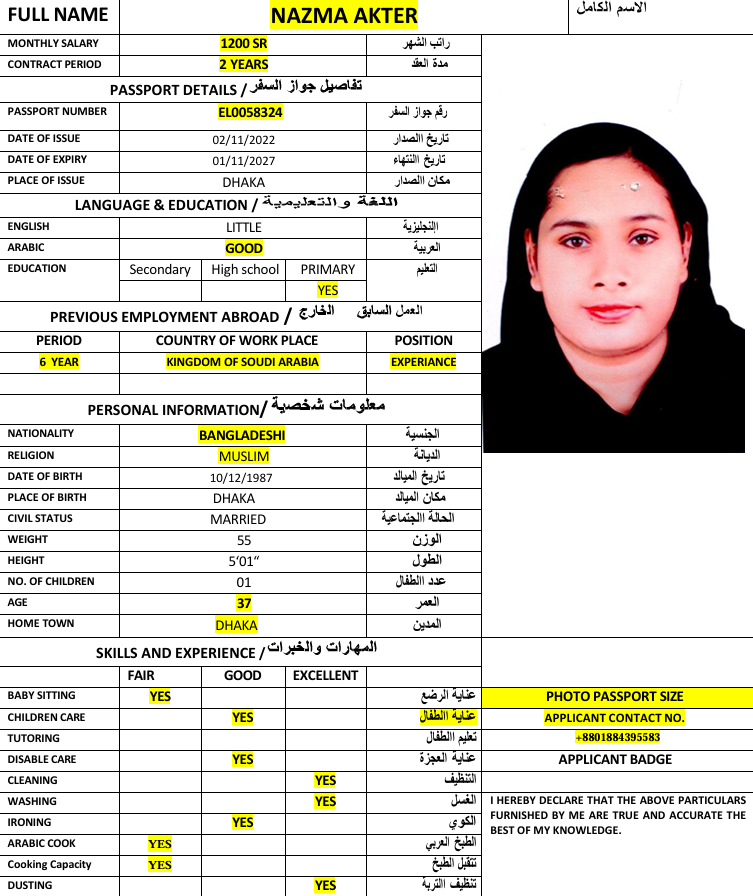 FULL NAME NAZMA AKTER الاسم الكامل
MONTHLY SALARY 1200 SR راتب الشهر
CONTRACT PERIOD 2 YEARS مدة العقد
PASSPORT DETAILS / تفاصيل جواز السفر
PASSPORT NUMBER EL0058324 رقم جواز السفر
DATE OF ISSUE 02/11/2022 تاريخ االصدار
DATE OF EXPIRY 01/11/2027 تاريخ االنتهاء
PLACE OF ISSUE DHAKA مكان االصدار
LANGUAGE & EDUCATION / اللغة والتعليمية
ENGLISH LITTLE اإلنجليزية
ARABIC GOOD العربية
EDUCATION Secondary High school PRIMARY التعليم
YES
PREVIOUS EMPLOYMENT ABROAD / العمل السابق الخارج
PERIOD COUNTRY OF WORK PLACE POSITION
6 YEAR KINGDOM OF SOUDI ARABIA EXPERIANCE
PERSONAL INFORMATION/ معلومات شخصية
NATIONALITY BANGLADESHI الجنسية
RELIGION MUSLIM الديانة
DATE OF BIRTH 10/12/1987 تاريخ الميالد
PLACE OF BIRTH DHAKA مكان الميالد
CIVIL STATUS MARRIED الحالة االجتماعية
WEIGHT 55 الوزن
HEIGHT 5'01“ الطول
NO. OF CHILDREN 01 عدد االطفال
AGE 37 العمر
HOME TOWN DHAKA المدين
SKILLS AND EXPERIENCE / المهارات والخبرات
FAIR GOOD EXCELLENT
BABY SITTING YES عناية الرضع
CHILDREN CARE YES عناية االطفال
TUTORING تعليم االطفال
DISABLE CARE YES عناية العجزة
CLEANING YES التنظيف
WASHING YES الغسل
IRONING YES الكوي
ARABIC COOK YES الطبخ العربي
Cooking Capacity YES تتقبل الطبخ
DUSTING YES تنظيف االتربة
PHOTO PASSPORT SIZE
APPLICANT CONTACT NO.
+8801884395583
APPLICANT BADGE
I HEREBY DECLARE THAT THE ABOVE PARTICULARS
FURNISHED BY ME ARE TRUE AND ACCURATE THE
BEST OF MY KNOWLEDGE.